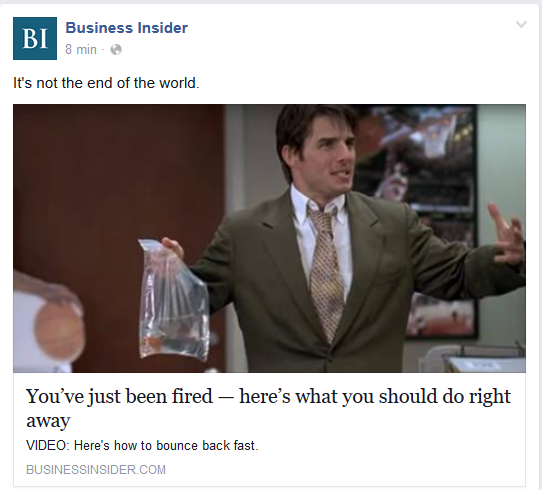 BI
Business Insider
8 min ·
It's not the end of the world.
You’ve just been fired — here’s what you should do right
away
VIDEO: Here's how to bounce back fast.
BUSINESSINSIDER.COM